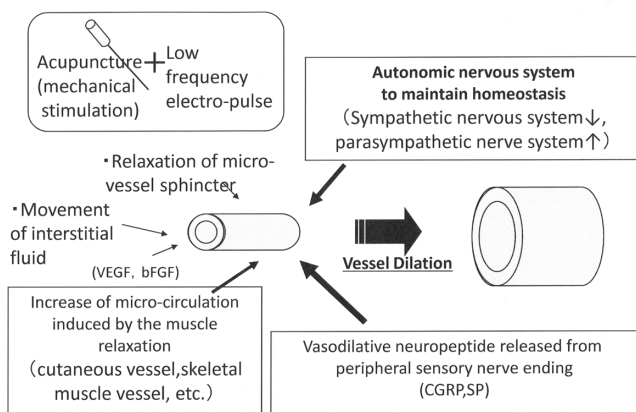 Acupuncture
(mechanical
stimulation)
+
Low
frequency
electro-pulse
Autonomic nervous system
to maintain homeostasis
(Sympathetic nervous system↓,
parasympathetic nerve system↑)
・Relaxation of micro-
vessel sphincter
・Movement
of interstitial
fluid
(VEGF, bFGF)
Vessel Dilation
Increase of micro-circulation
induced by the muscle
relaxation
(cutaneous vessel,skeletal
muscle vessel, etc.)
Vasodilative neuropeptide released from
peripheral sensory nerve ending
(CGRP,SP)